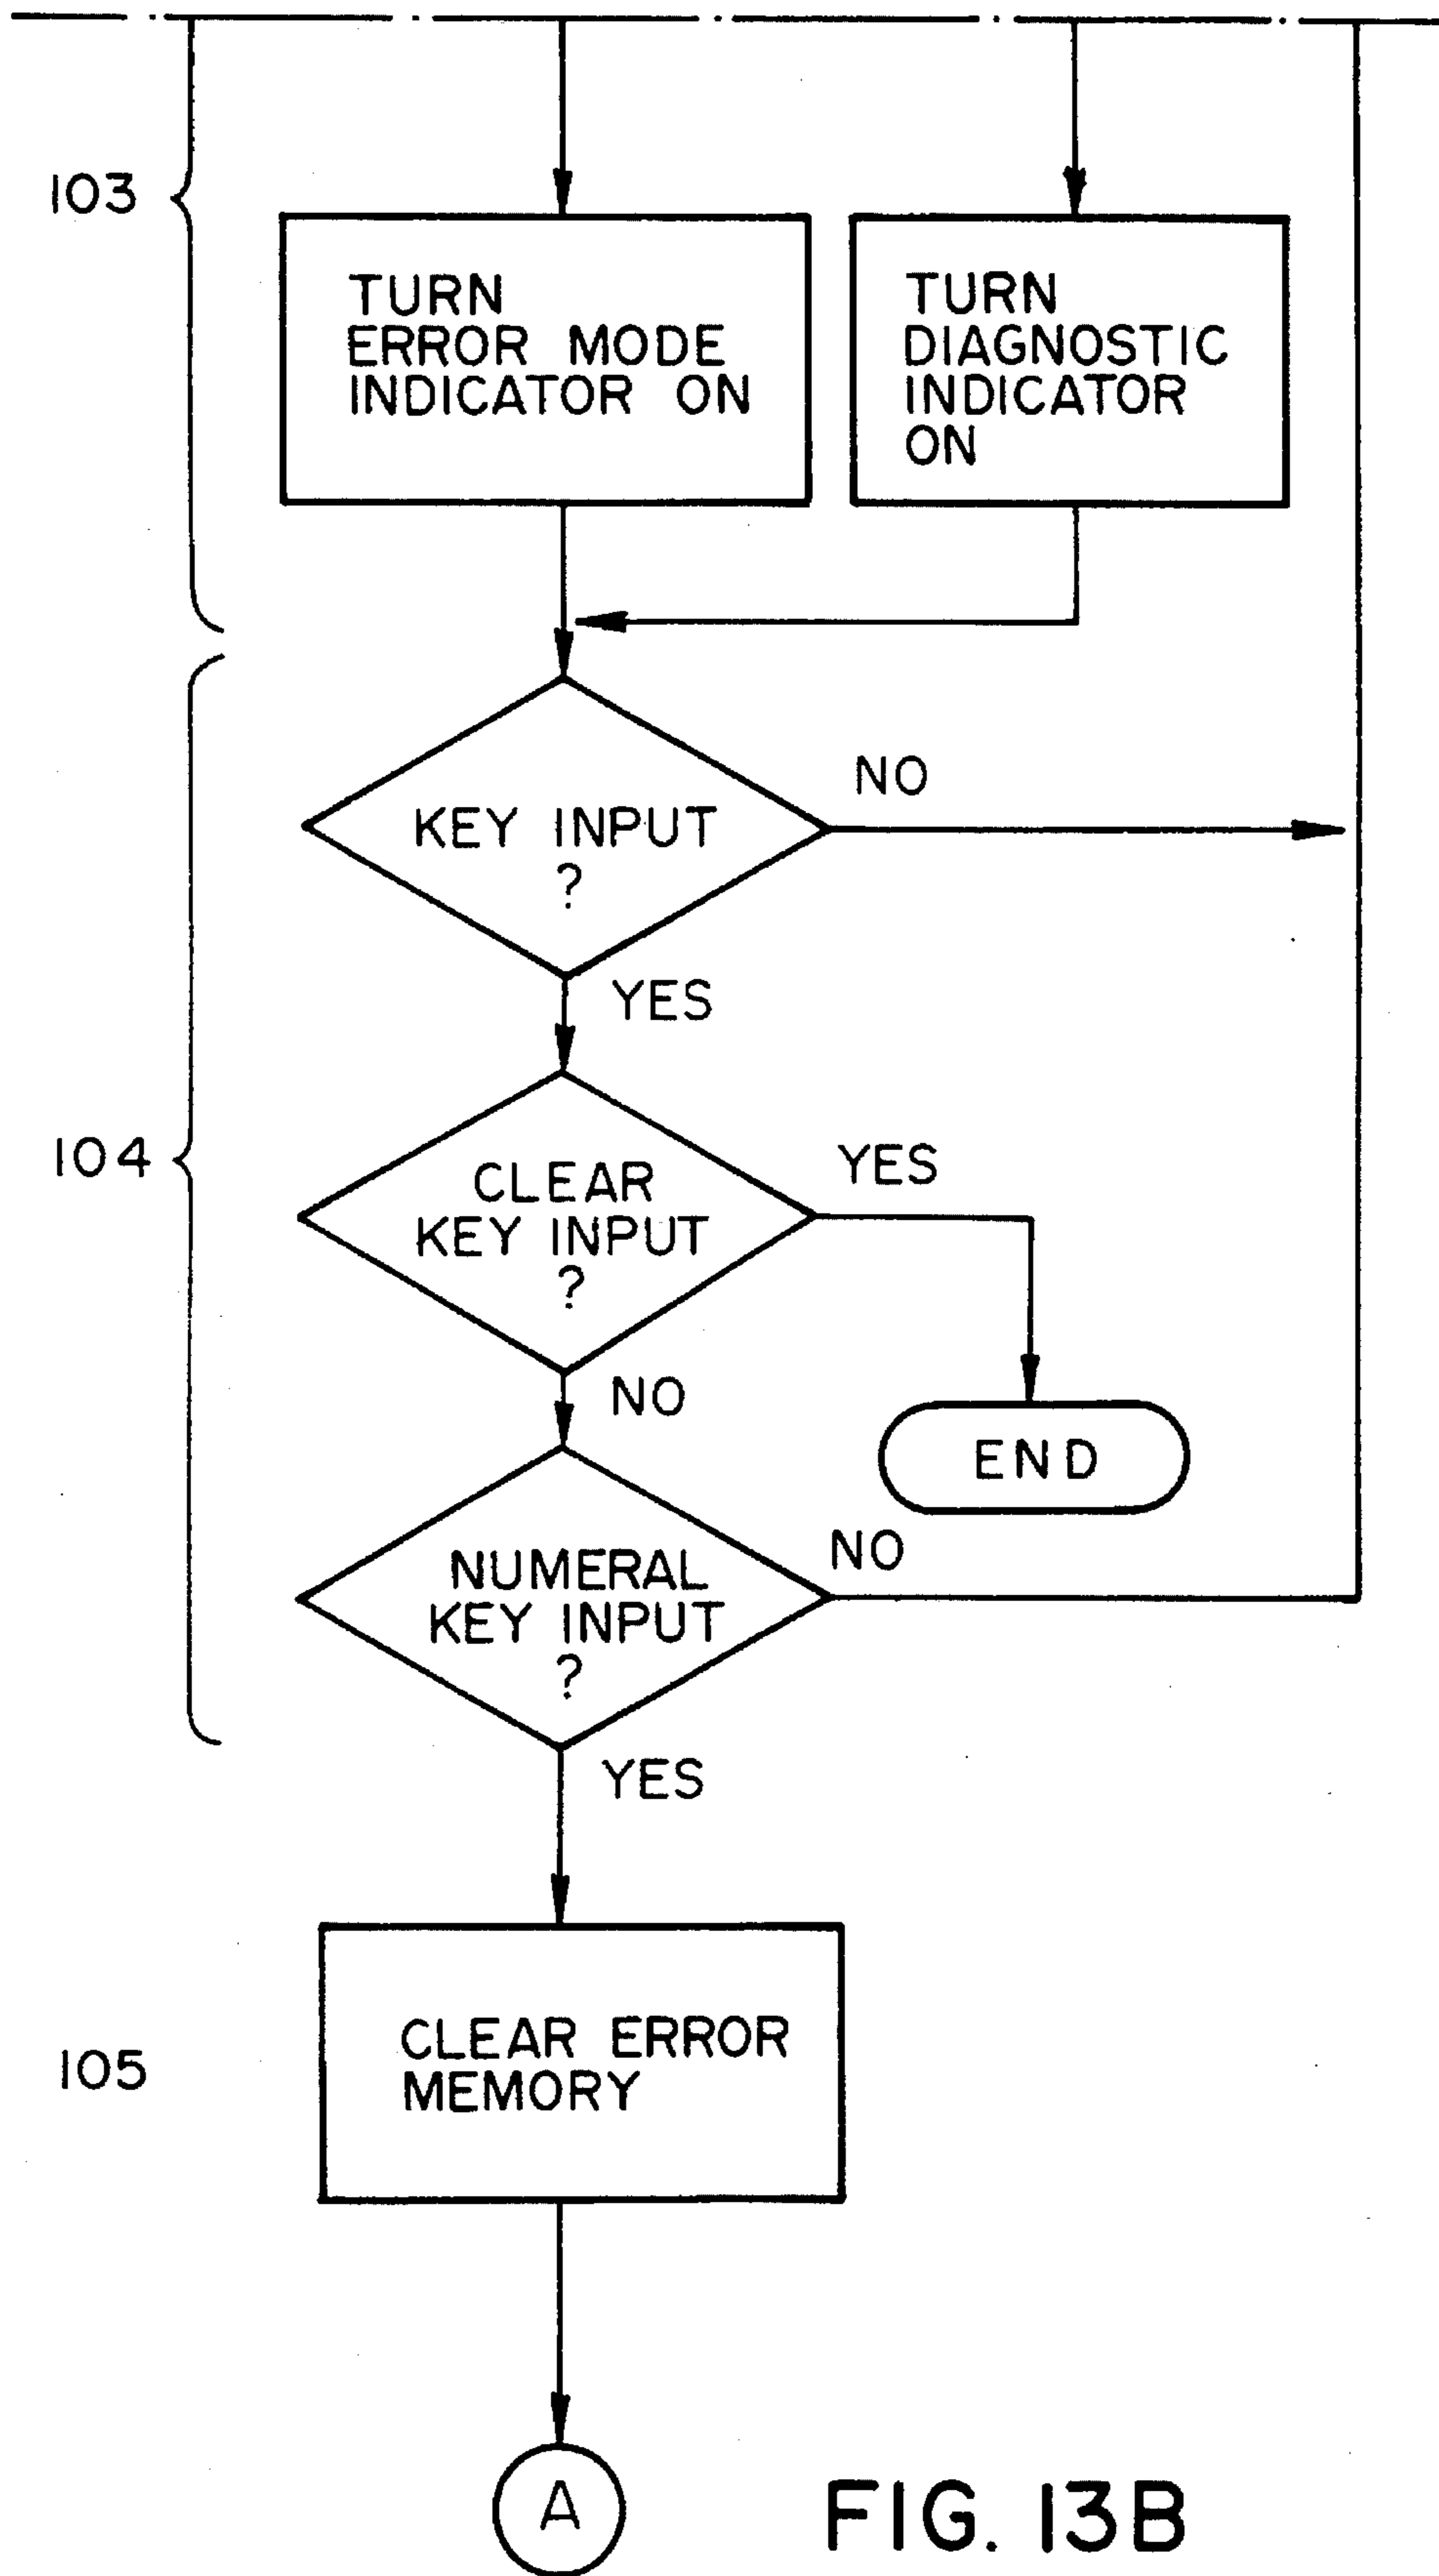 103
TURN
ERROR MODE
INDICATOR ON
TURN
DIAGNOSTIC
INDICATOR
ON
KEY INPUT
?
NO
YES
104
CLEAR
KEY INPUT
?
YES
NO
END
NUMERAL
KEY INPUT
?
NO
YES
105
CLEAR ERROR
MEMORY
A
FIG. 13B